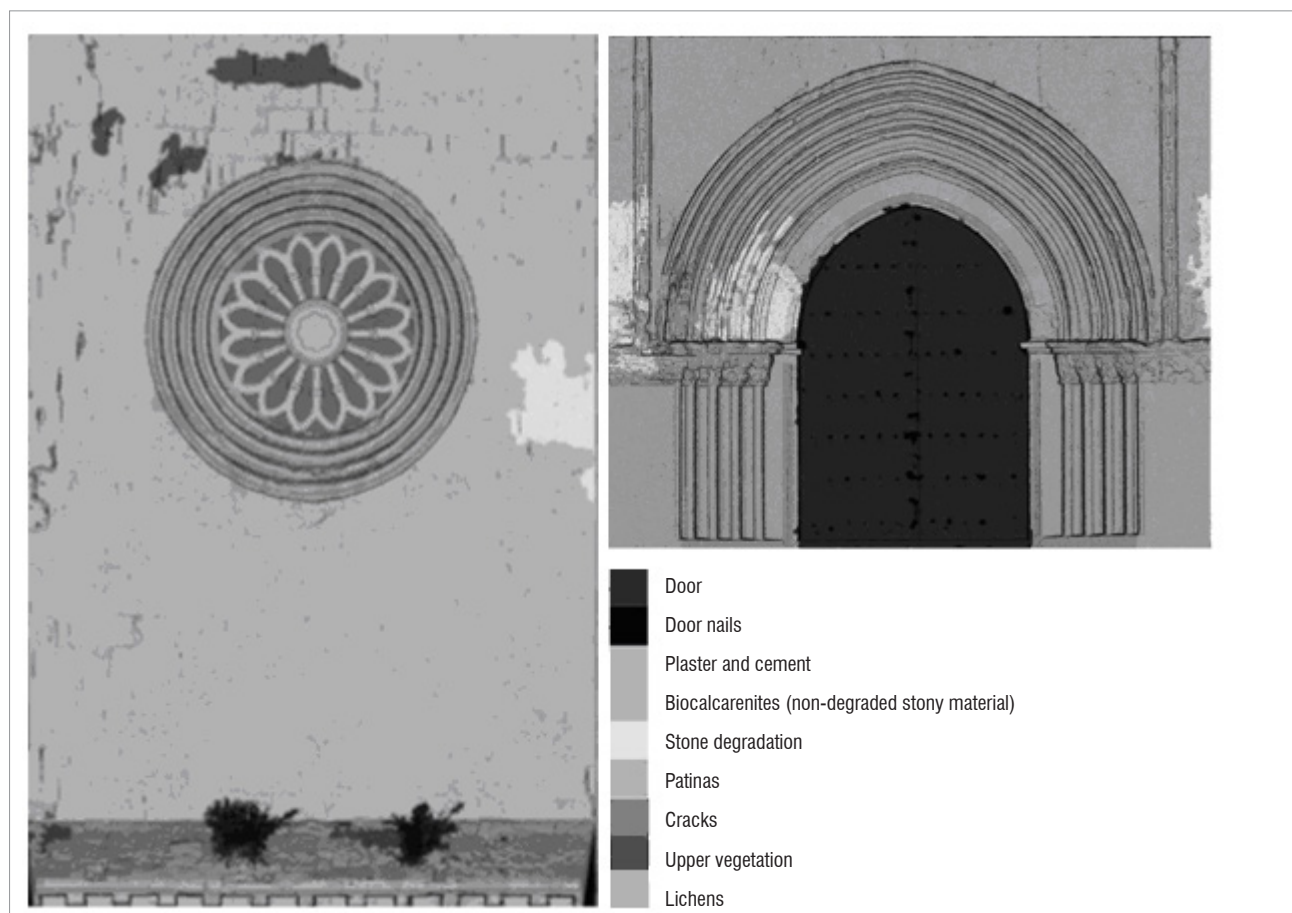 Door
Door nails
Plaster and cement
Biocalcarenites (non-degraded stony material)
Stone degradation
Patinas
Cracks
Upper vegetation
Lichens